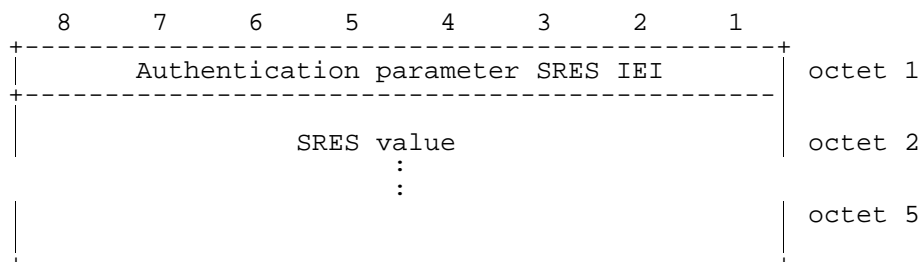 8 7 6 5 4 3 2 1
Authentication parameter SRES IEI octet 1
SRES value octet 2
:
:
octet 5